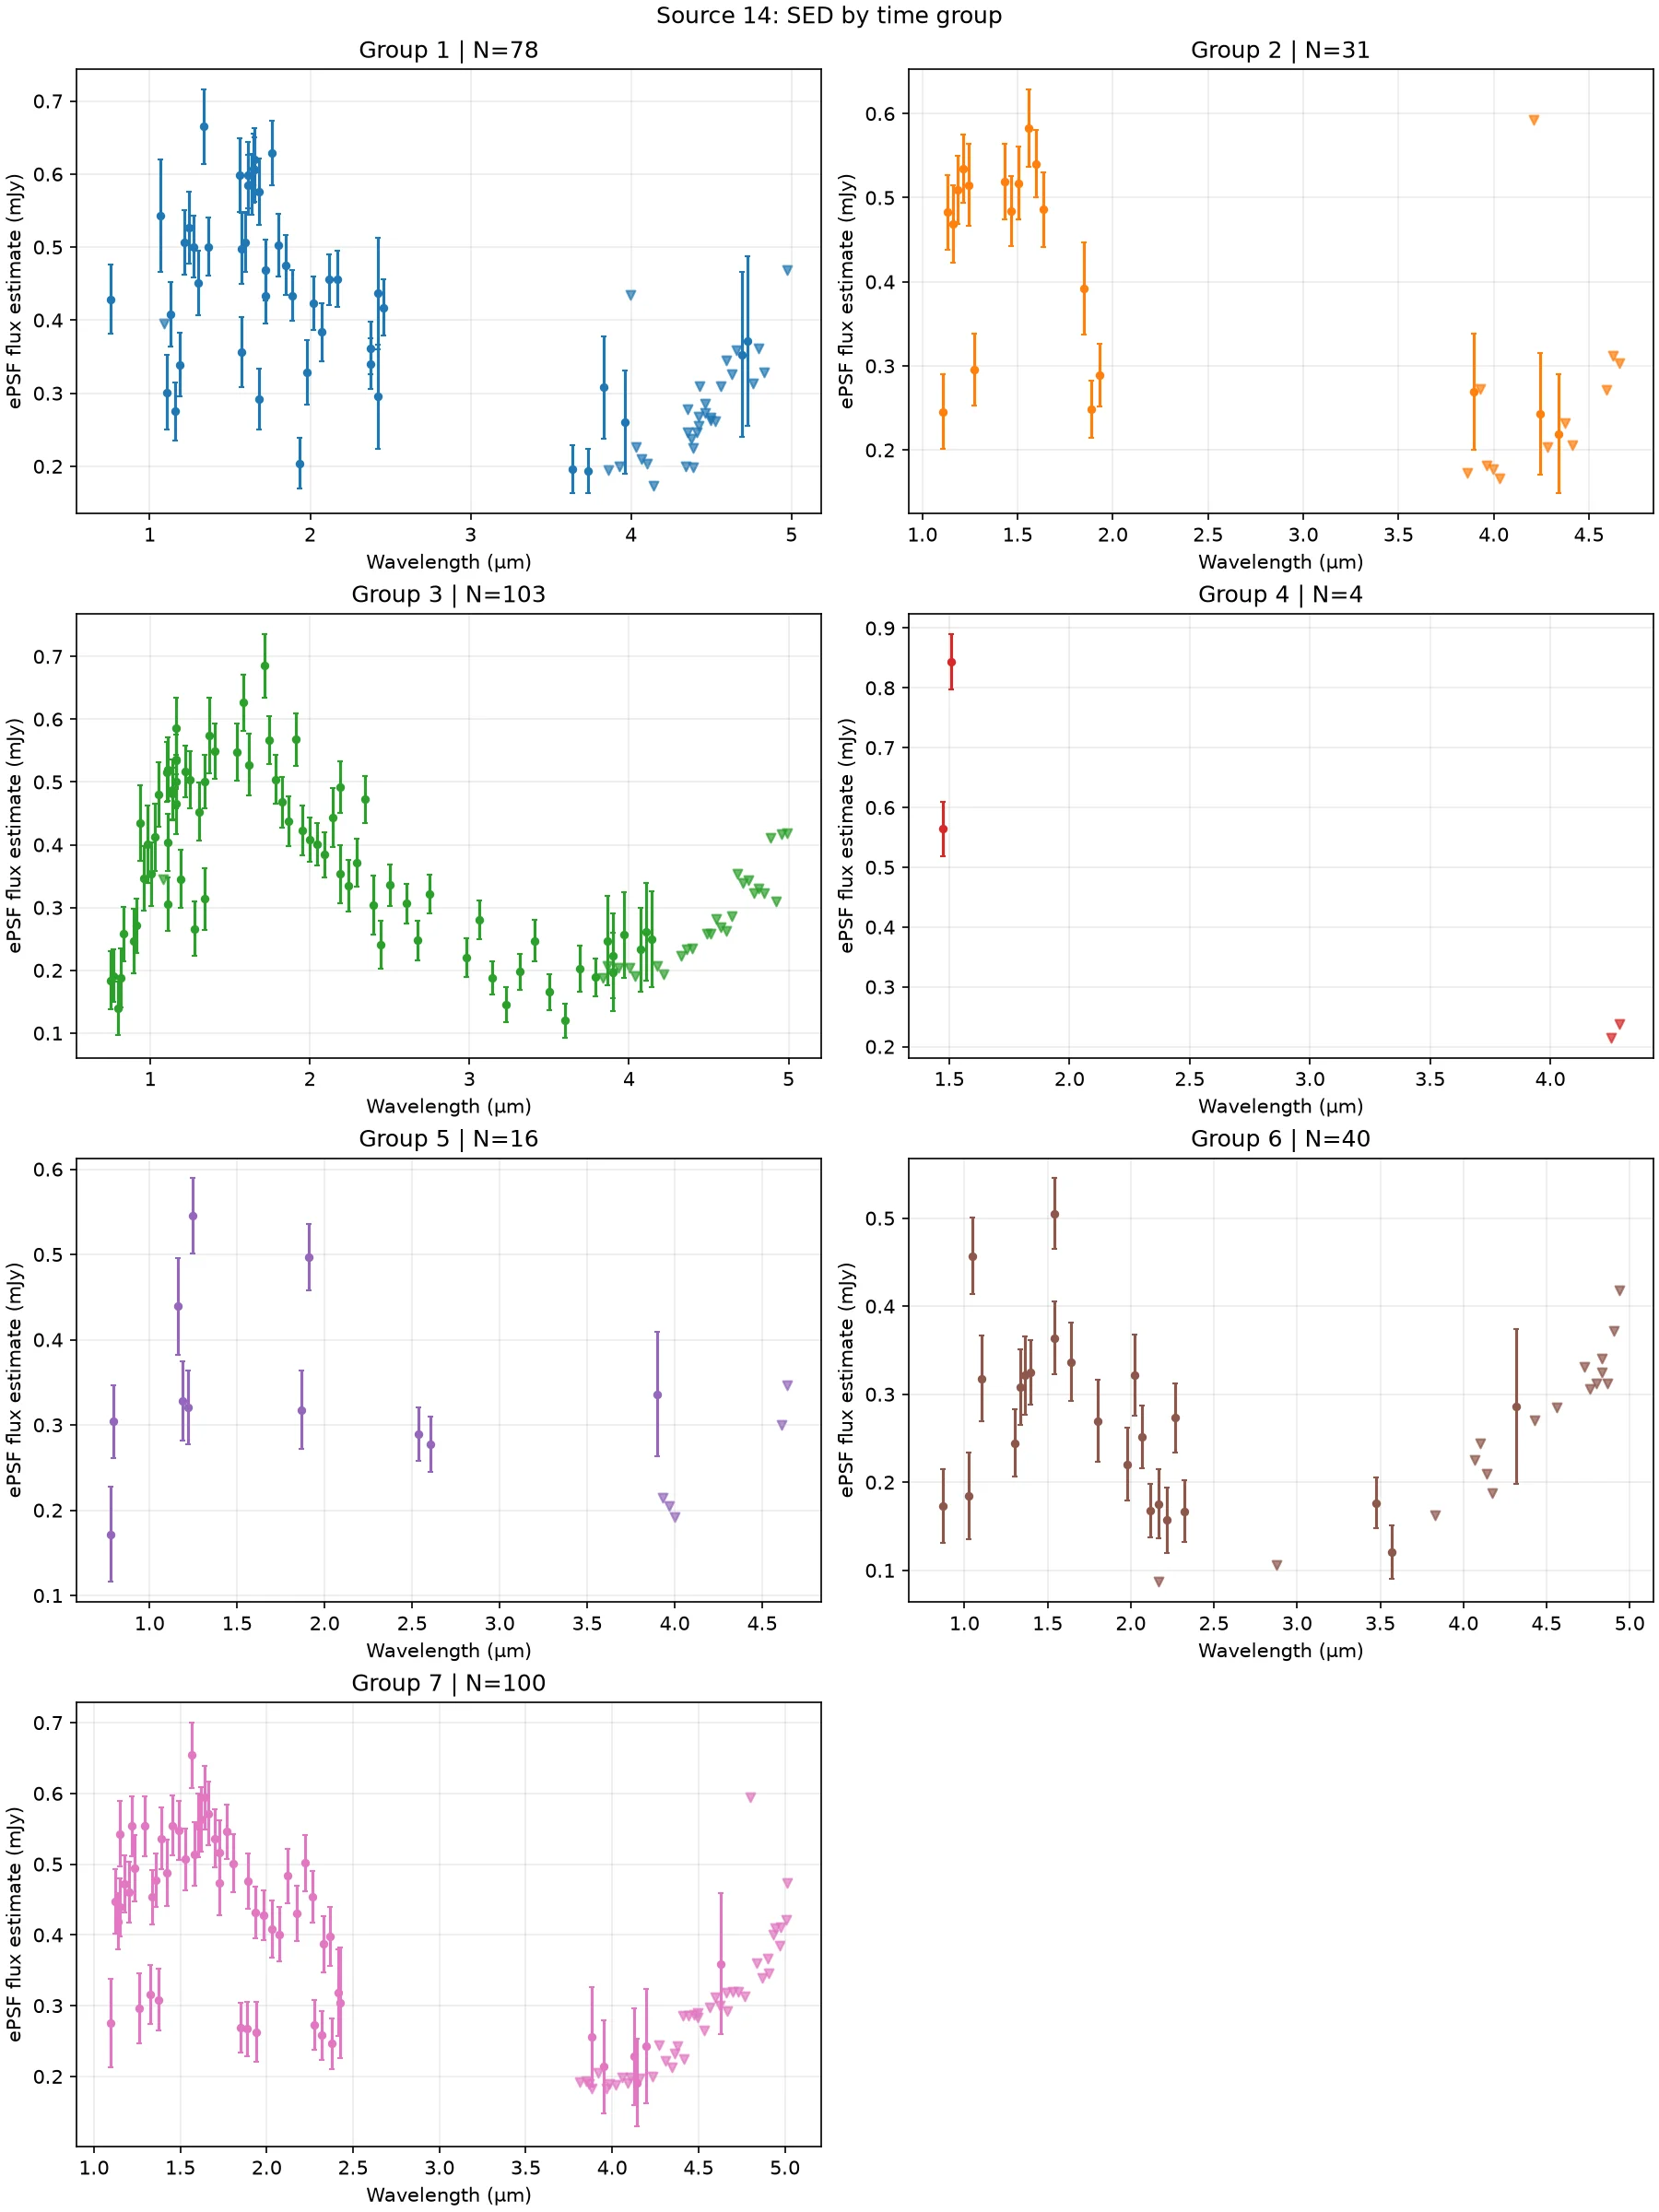 Source 14: SED by time group
Group 1 | N=78
ePSF flux estimate (mJy)
0.7
0.6
0.5
0.4
0.3
0.2
1 2 3 4 5
Wavelength (μm)
Group 2 | N=31
ePSF flux estimate (mJy)
0.6
0.5
0.4
0.3
0.2
1.0 1.5 2.0 2.5 3.0 3.5 4.0 4.5
Wavelength (μm)
Group 3 | N=103
ePSF flux estimate (mJy)
0.7
0.6
0.5
0.4
0.3
0.2
0.1
1 2 3 4 5
Wavelength (μm)
Group 4 | N=4
ePSF flux estimate (mJy)
0.9
0.8
0.7
0.6
0.5
0.4
0.3
0.2
1.5 2.0 2.5 3.0 3.5 4.0
Wavelength (μm)
Group 5 | N=16
ePSF flux estimate (mJy)
0.6
0.5
0.4
0.3
0.2
0.1
1.0 1.5 2.0 2.5 3.0 3.5 4.0 4.5
Wavelength (μm)
Group 6 | N=40
ePSF flux estimate (mJy)
0.5
0.4
0.3
0.2
0.1
1.0 1.5 2.0 2.5 3.0 3.5 4.0 4.5 5.0
Wavelength (μm)
Group 7 | N=100
ePSF flux estimate (mJy)
0.7
0.6
0.5
0.4
0.3
0.2
1.0 1.5 2.0 2.5 3.0 3.5 4.0 4.5 5.0
Wavelength (μm)